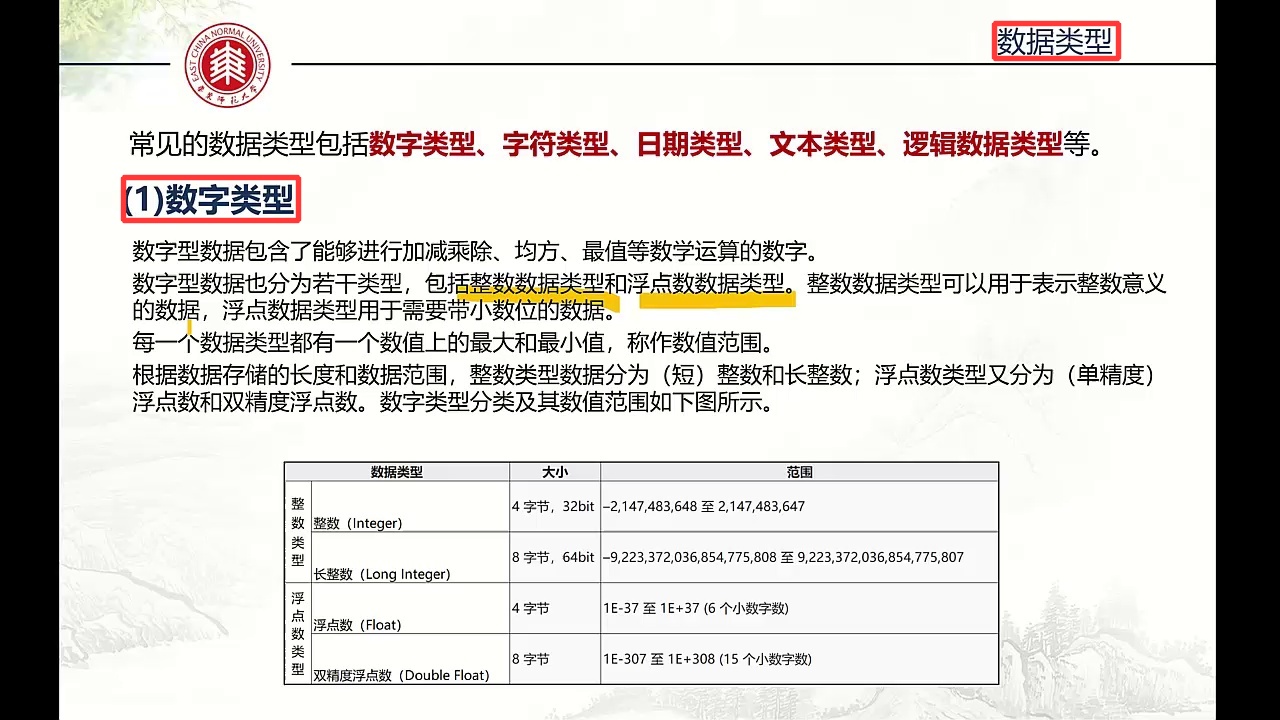 EAST CHINA NORMAL UNIVERSITY
华东师范大学
数据类型
常见的数据类型包括数字类型、字符类型、日期类型、文本类型、逻辑数据类型等。
(1)数字类型
数字型数据包含了能够进行加减乘除、均方、最值等数学运算的数字。
数字型数据也分为若干类型，包括整数数据类型和浮点数数据类型。整数数据类型可以用于表示整数意义
的数据，浮点数据类型用于需要带小数位的数据。
每一个数据类型都有一个数值上的最大和最小值，称作数值范围。
根据数据存储的长度和数据范围，整数类型数据分为（短）整数和长整数；浮点数类型又分为（单精度）
浮点数和双精度浮点数。数字类型分类及其数值范围如下图所示。
数据类型 大小 范围
整数类型 整数（Integer) 4 字节，32bit –2,147,483,648 至 2,147,483,647
长整数（Long Integer) 8 字节，64bit –9,223,372,036,854,775,808 至 9,223,372,036,854,775,807
浮点数类型 浮点数（Float) 4 字节 1E-37 至 1E+37 (6 个小数字数)
双精度浮点数（Double Float) 8 字节 1E-307 至 1E+308 (15 个小数字数)